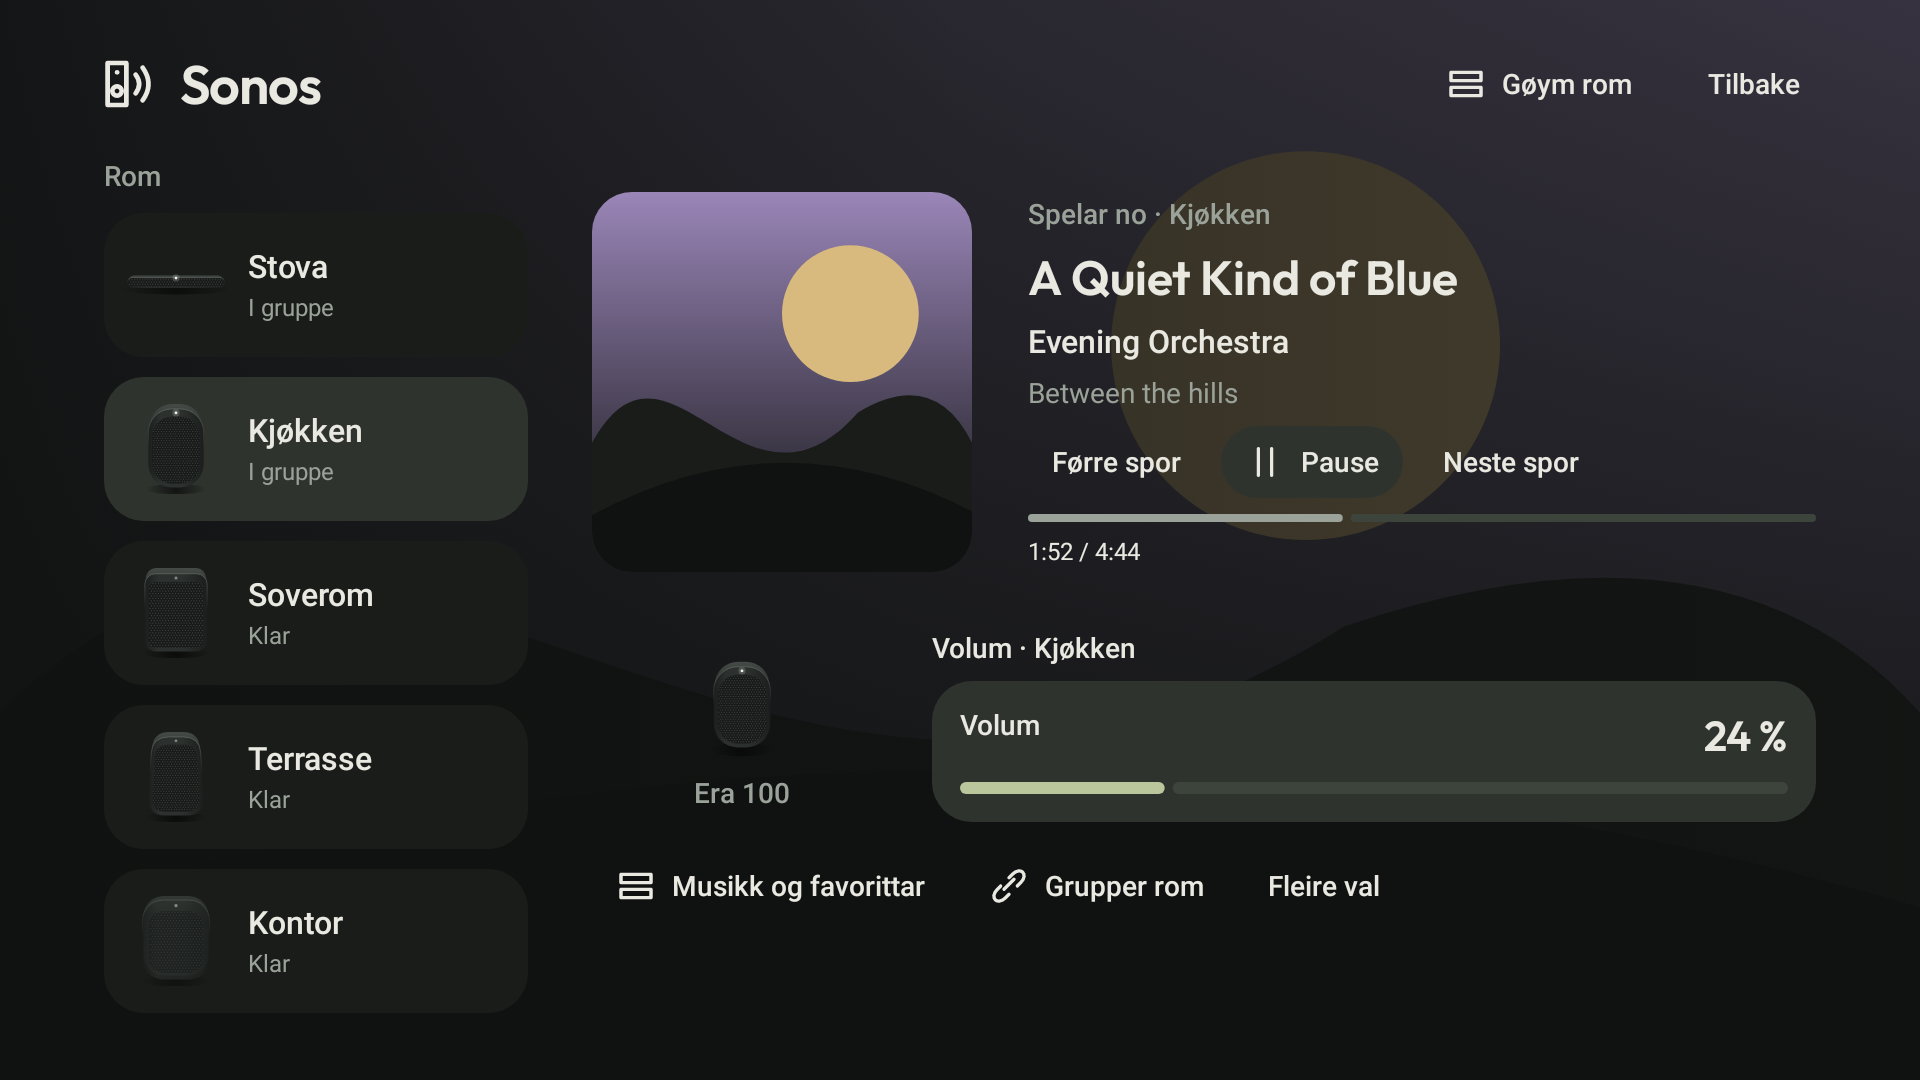 Sonos
Gøym rom
Tilbake
Rom
Stova
I gruppe
Kjøkken
I gruppe
Soverom
Klar
Terrasse
Klar
Kontor
Klar
Spelar no · Kjøkken
A Quiet Kind of Blue
Evening Orchestra
Between the hills
Førre spor
Pause
Neste spor
1:52 / 4:44
Era 100
Volum · Kjøkken
Volum
24 %
Musikk og favorittar
Grupper rom
Fleire val